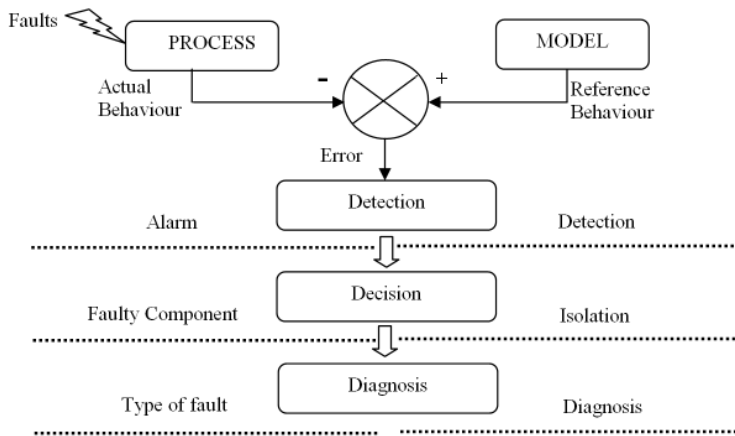 Faults
PROCESS
MODEL
Actual
Behaviour
-
+
Reference
Behaviour
Error
Detection
Alarm
Detection
Decision
Faulty Component
Isolation
Diagnosis
Type of fault
Diagnosis